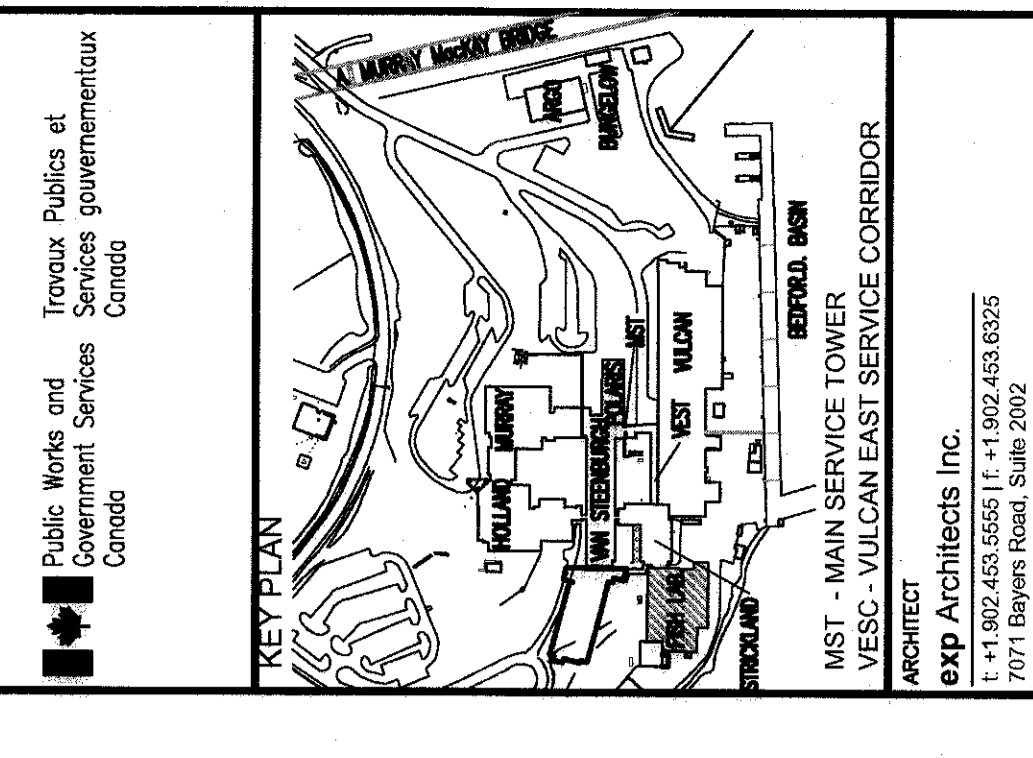 Public Works and
Government Services
Canada
Travaux Publics et
Services gouvernementaux
Canada
KEY PLAN
A. MURRAY MacKAY BRIDGE
ARGO
BUNGELOW
HOLLAND
MURRAY
VAN STEENBURGH
POLARIS
MST
VEST
VULCAN
FISH LAB
STRICKLAND
BEDFOR.D. BASIN
MST - MAIN SERVICE TOWER
VESC - VULCAN EAST SERVICE CORRIDOR
ARCHITECT
exp Architects Inc.
t: +1.902.453.5555 | f: +1.902.453.6325
7071 Bayers Road, Suite 2002